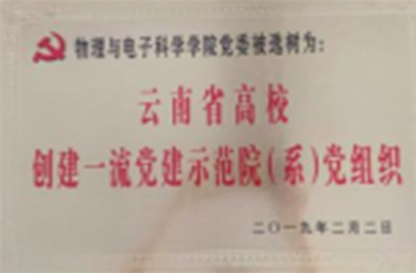 物理与电子科学学院党委被选树为：
云南省高校
创建一流党建示范院（系）党组织
二〇一九年二月二日